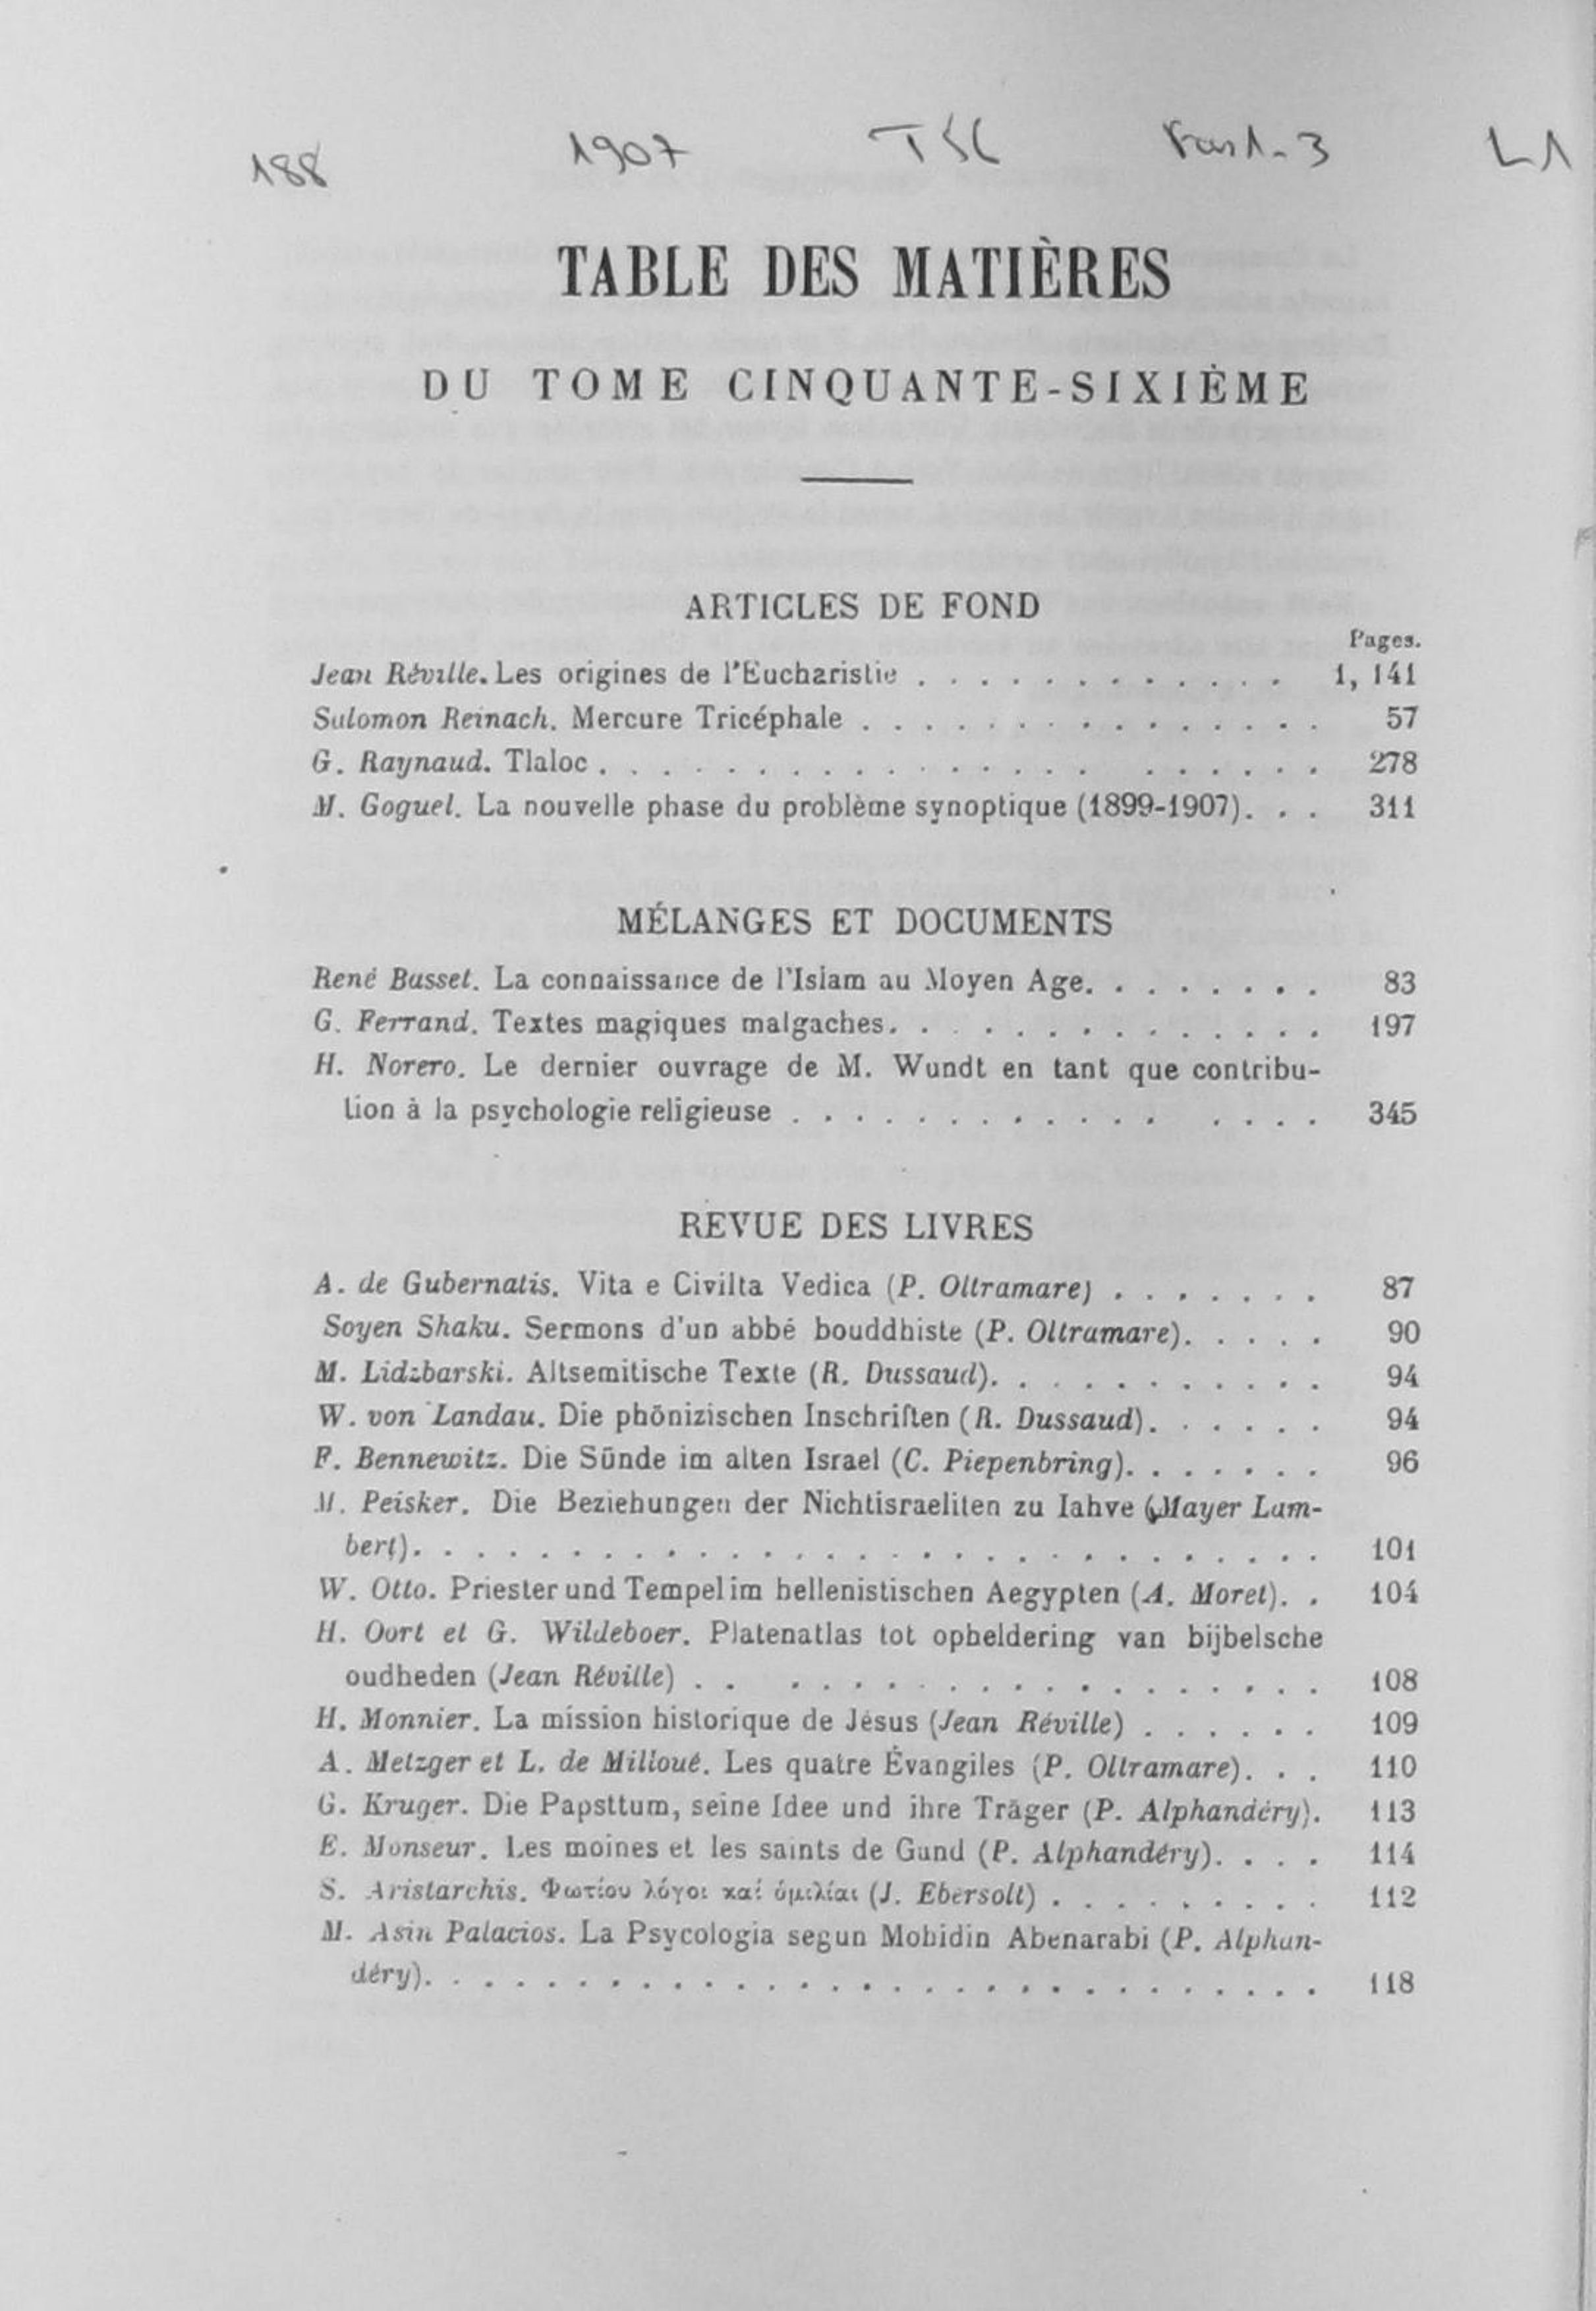 188 1907 T56 Fas1-3 L1
TABLE DES MATIÈRES
DU TOME CINQUANTE-SIXIÈME
ARTICLES DE FOND
Pages.
Jean Réville. Les origines de l'Eucharistie . . . . . . . . . . . . 1, 141
Salomon Reinach. Mercure Tricéphale . . . . . . . . . . . . . . . 57
G. Raynaud. Tlaloc . . . . . . . . . . . . . . . . . . . . . . 278
M. Goguel. La nouvelle phase du problème synoptique (1899-1907). . . 311
MÉLANGES ET DOCUMENTS
René Basset. La connaissance de l'Islam au Moyen Age. . . . . . . . 83
G. Ferrand. Textes magiques malgaches. . . . . . . . . . . . . . 197
H. Norero. Le dernier ouvrage de M. Wundt en tant que contribu-
tion à la psychologie religieuse . . . . . . . . . . . . . . . . 345
REVUE DES LIVRES
A. de Gubernatis. Vita e Civilta Vedica (P. Oltramare) . . . . . . . 87
Soyen Shaku. Sermons d'un abbé bouddhiste (P. Oltramare). . . . . 90
M. Lidzbarski. Altsemitische Texte (R. Dussaud). . . . . . . . . . . 94
W. von Landau. Die phönizischen Inschriften (R. Dussaud). . . . . . 94
F. Bennewitz. Die Sünde im alten Israel (C. Piepenbring). . . . . . . 96
M. Peisker. Die Beziehungen der Nichtisraeliten zu Iahve (Mayer Lam-
bert). . . . . . . . . . . . . . . . . . . . . . . . . . . . . 101
W. Otto. Priester und Tempel im hellenistischen Aegypten (A. Moret). . 104
H. Oort et G. Wildeboer. Platenatlas tot opheldering van bijbelsche
oudheden (Jean Réville) . . . . . . . . . . . . . . . . . . . 108
H. Monnier. La mission historique de Jésus (Jean Réville) . . . . . . 109
A. Metzger et L. de Milloué. Les quatre Évangiles (P. Oltramare). . . 110
G. Kruger. Die Papsttum, seine Idee und ihre Träger (P. Alphandéry). 113
E. Monseur. Les moines et les saints de Gand (P. Alphandéry). . . . 114
S. Aristarchis. Φωτίου λόγοι καί ὁμιλίαι (J. Ebersolt) . . . . . . . . . 112
M. Asin Palacios. La Psycologia segun Mohidin Abenarabi (P. Alphan-
déry). . . . . . . . . . . . . . . . . . . . . . . . . . . . . 118